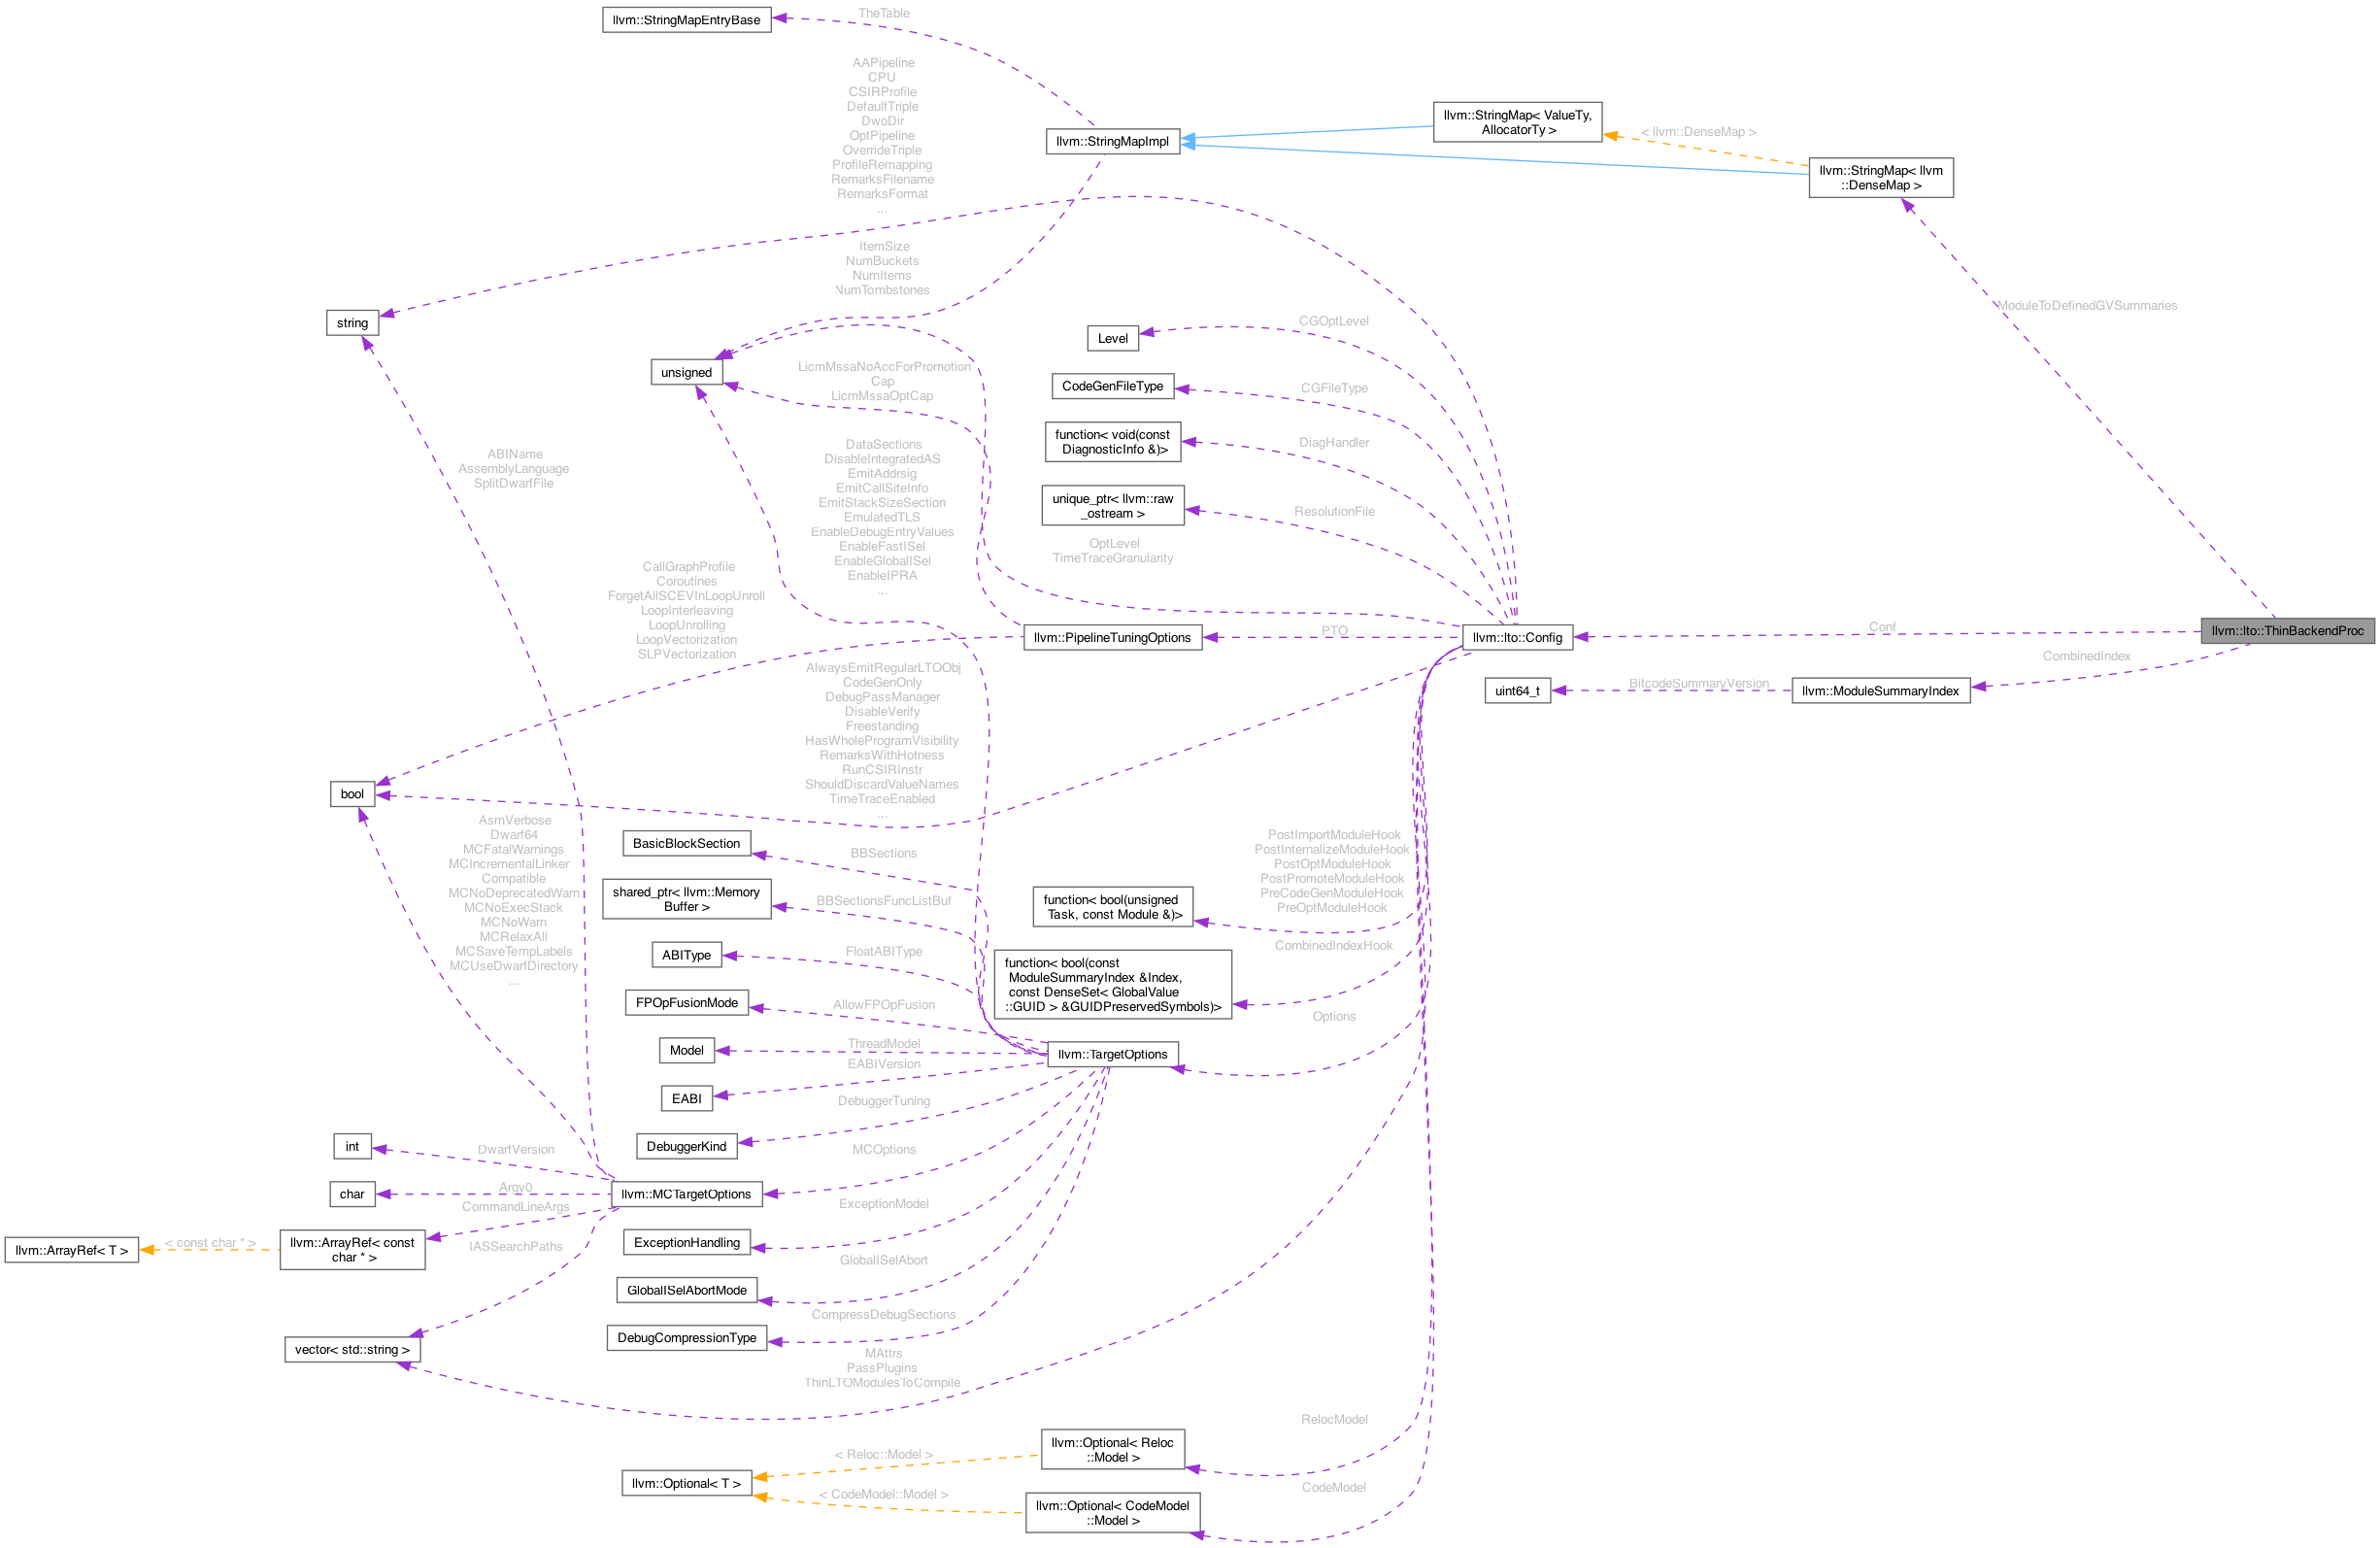 llvm::StringMapEntryBase
TheTable
AAPipeline
CPU
CSIRProfile
DefaultTriple
DwoDir
OptPipeline
OverrideTriple
ProfileRemapping
RemarksFilename
RemarksFormat
...
llvm::StringMapImpl
llvm::StringMap< ValueTy,
AllocatorTy >
< llvm::DenseMap >
llvm::StringMap< llvm
::DenseMap >
ItemSize
NumBuckets
NumItems
NumTombstones
ModuleToDefinedGVSummaries
string
unsigned
LicmMssaNoAccForPromotion
Cap
LicmMssaOptCap
Level
CGOptLevel
CodeGenFileType
CGFileType
function< void(const
DiagnosticInfo &)>
DiagHandler
unique_ptr< llvm::raw
_ostream >
ResolutionFile
ABIName
AssemblyLanguage
SplitDwarfFile
DataSections
DisableIntegratedAS
EmitAddrsig
EmitCallSiteInfo
EmitStackSizeSection
EmulatedTLS
EnableDebugEntryValues
EnableFastISel
EnableGlobalISel
EnableIPRA
...
OptLevel
TimeTraceGranularity
CallGraphProfile
Coroutines
ForgetAllSCEVInLoopUnroll
LoopInterleaving
LoopUnrolling
LoopVectorization
SLPVectorization
llvm::PipelineTuningOptions
PTO
llvm::lto::Config
Conf
llvm::lto::ThinBackendProc
CombinedIndex
uint64_t
BitcodeSummaryVersion
llvm::ModuleSummaryIndex
AlwaysEmitRegularLTOObj
CodeGenOnly
DebugPassManager
DisableVerify
Freestanding
HasWholeProgramVisibility
RemarksWithHotness
RunCSIRInstr
ShouldDiscardValueNames
TimeTraceEnabled
...
bool
AsmVerbose
Dwarf64
MCFatalWarnings
MCIncrementalLinker
Compatible
MCNoDeprecatedWarn
MCNoExecStack
MCNoWarn
MCRelaxAll
MCSaveTempLabels
MCUseDwarfDirectory
...
BasicBlockSection
BBSections
shared_ptr< llvm::Memory
Buffer >
BBSectionsFuncListBuf
ABIType
FloatABIType
FPOpFusionMode
AllowFPOpFusion
Model
ThreadModel
EABI
EABIVersion
DebuggerKind
DebuggerTuning
PostImportModuleHook
PostInternalizeModuleHook
PostOptModuleHook
PostPromoteModuleHook
PreCodeGenModuleHook
PreOptModuleHook
function< bool(unsigned
Task, const Module &)>
CombinedIndexHook
function< bool(const
ModuleSummaryIndex &Index,
const DenseSet< GlobalValue
::GUID > &GUIDPreservedSymbols)>
Options
llvm::TargetOptions
int
DwarfVersion
MCOptions
char
Argv0
llvm::MCTargetOptions
CommandLineArgs
ExceptionModel
llvm::ArrayRef< T >
< const char * >
llvm::ArrayRef< const
char * >
IASSearchPaths
ExceptionHandling
GlobalISelAbort
GlobalISelAbortMode
CompressDebugSections
DebugCompressionType
vector< std::string >
MAttrs
PassPlugins
ThinLTOModulesToCompile
RelocModel
llvm::Optional< Reloc
::Model >
< Reloc::Model >
llvm::Optional< T >
< CodeModel::Model >
CodeModel
llvm::Optional< CodeModel
::Model >